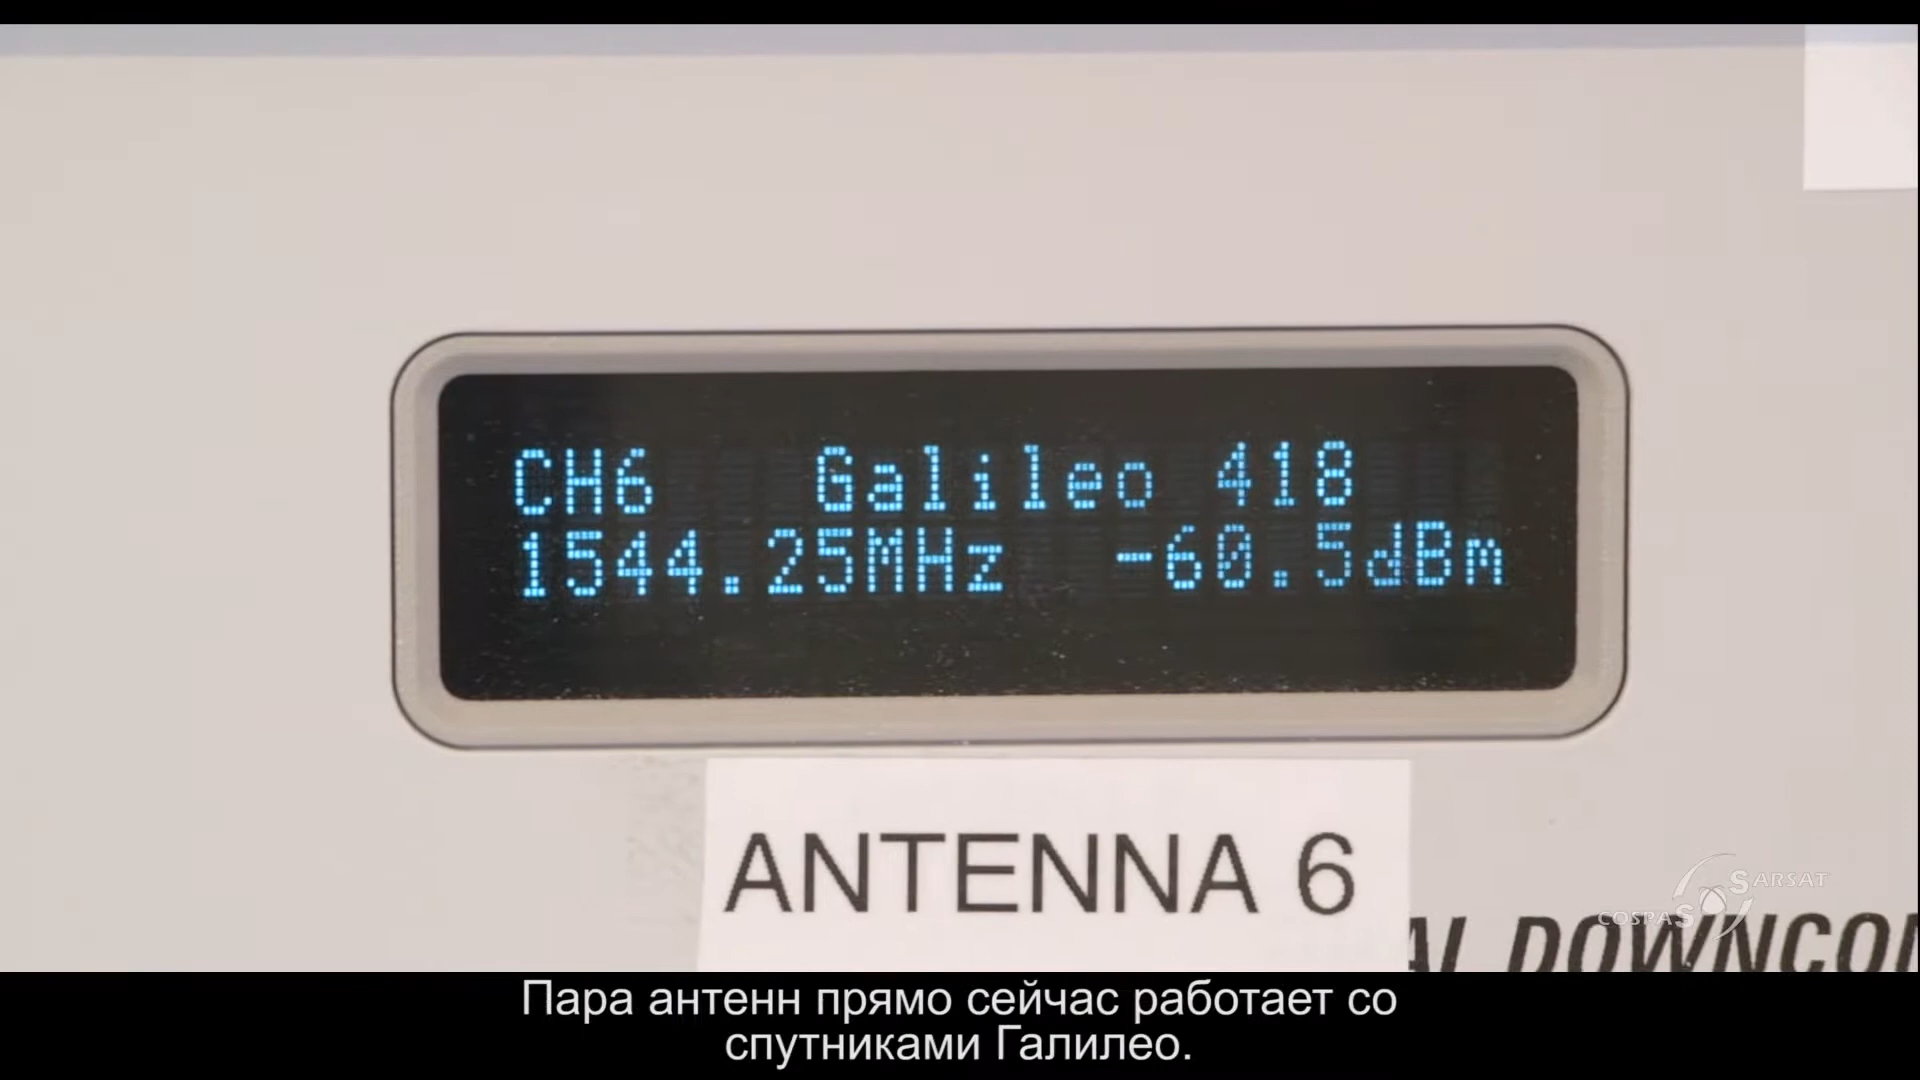 CH6 Galileo 418
1544.25MHz -60.5dBm
ANTENNA 6
SARSAT
COSPAS
Пара антенн прямо сейчас работает со
спутниками Галилео.